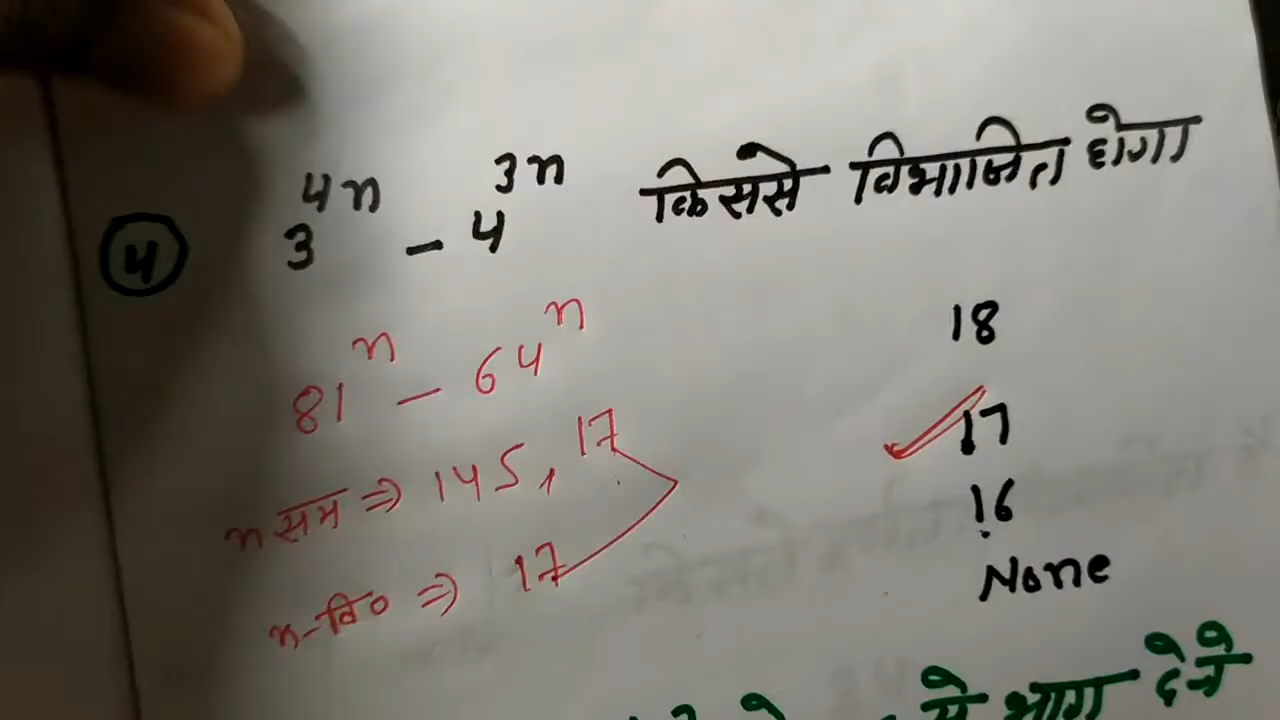 ④ 3^{4n} - 4^{3n} किससे विभाजित होगा
81^n - 64^n
n सम ⇒ 145, 17
n-वि० ⇒ 17
18
17
16
None
से भाग देने